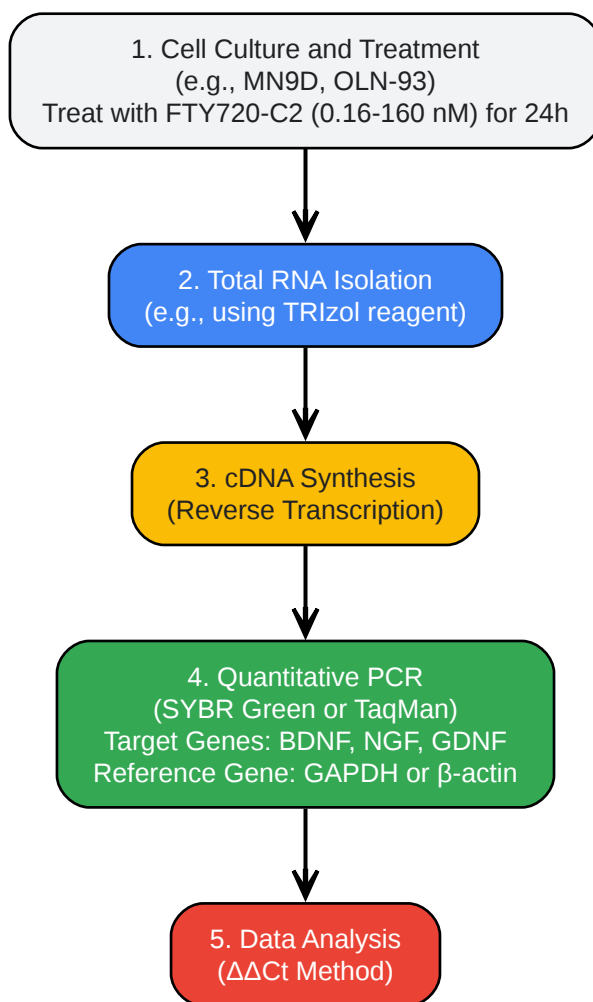 1. Cell Culture and Treatment
(e.g., MN9D, OLN-93)
Treat with FTY720-C2 (0.16-160 nM) for 24h
2. Total RNA Isolation
(e.g., using TRIzol reagent)
3. cDNA Synthesis
(Reverse Transcription)
4. Quantitative PCR
(SYBR Green or TaqMan)
Target Genes: BDNF, NGF, GDNF
Reference Gene: GAPDH or β-actin
5. Data Analysis
(ΔΔCt Method)